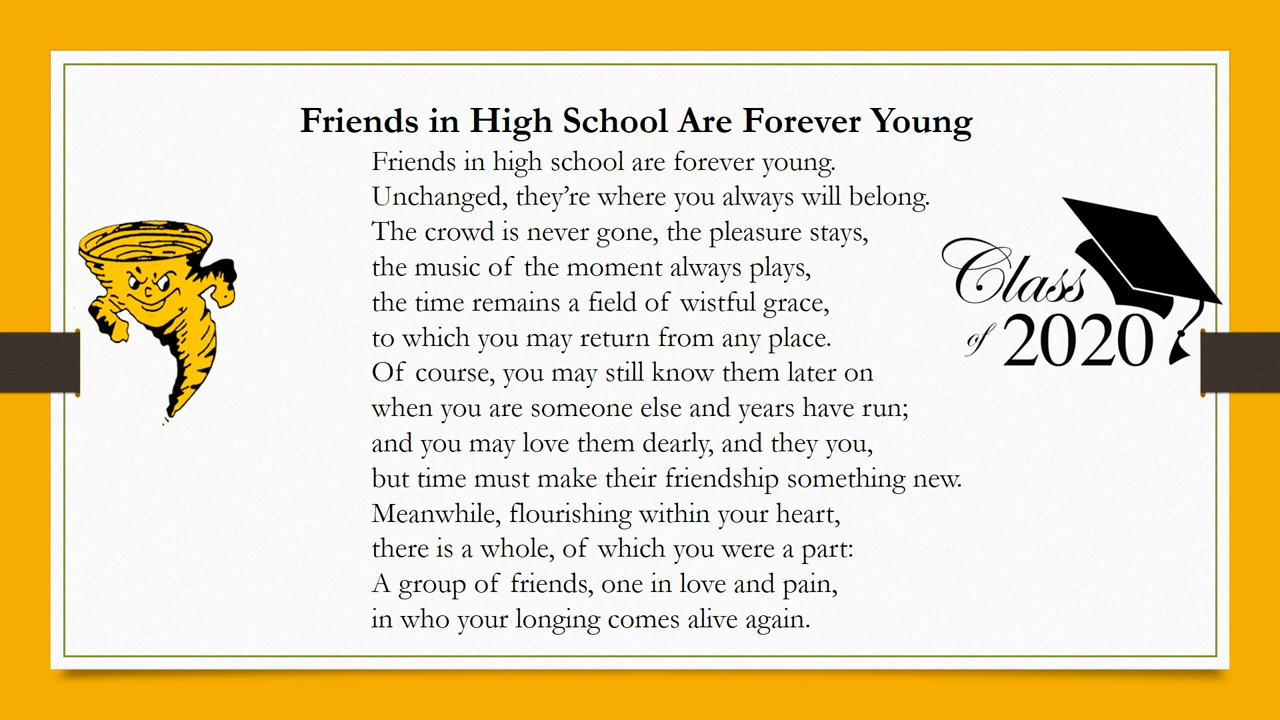 Friends in High School Are Forever Young
Friends in high school are forever young.
Unchanged, they’re where you always will belong.
The crowd is never gone, the pleasure stays,
the music of the moment always plays,
the time remains a field of wistful grace,
to which you may return from any place.
Of course, you may still know them later on
when you are someone else and years have run;
and you may love them dearly, and they you,
but time must make their friendship something new.
Meanwhile, flourishing within your heart,
there is a whole, of which you were a part:
A group of friends, one in love and pain,
in who your longing comes alive again.
Class
of 2020